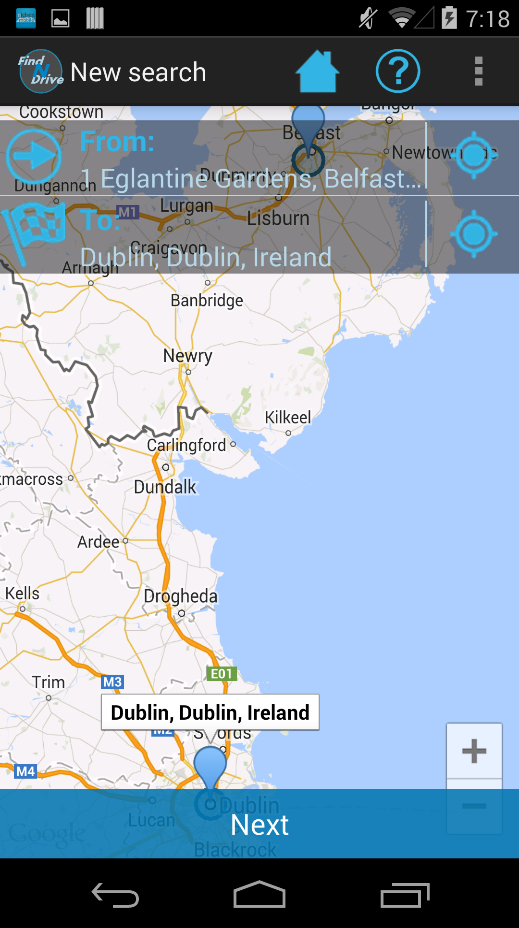 7:18
Find
N
Drive
New search
?
Cookstown
Bangor
From:
Belfast
1 Eglantine Gardens, Belfast...
Dungannon
M1
Lurgan
Lisburn
To:
Craigavon
Dublin, Dublin, Ireland
Armagh
Banbridge
Newry
Kilkeel
Carlingford
kmacross
Dundalk
Ardee
Kells
Drogheda
E01
Trim
M3
Dublin, Dublin, Ireland
M2
Swords
M4
+
Dublin
Lucan
Next
Google
Blackrock